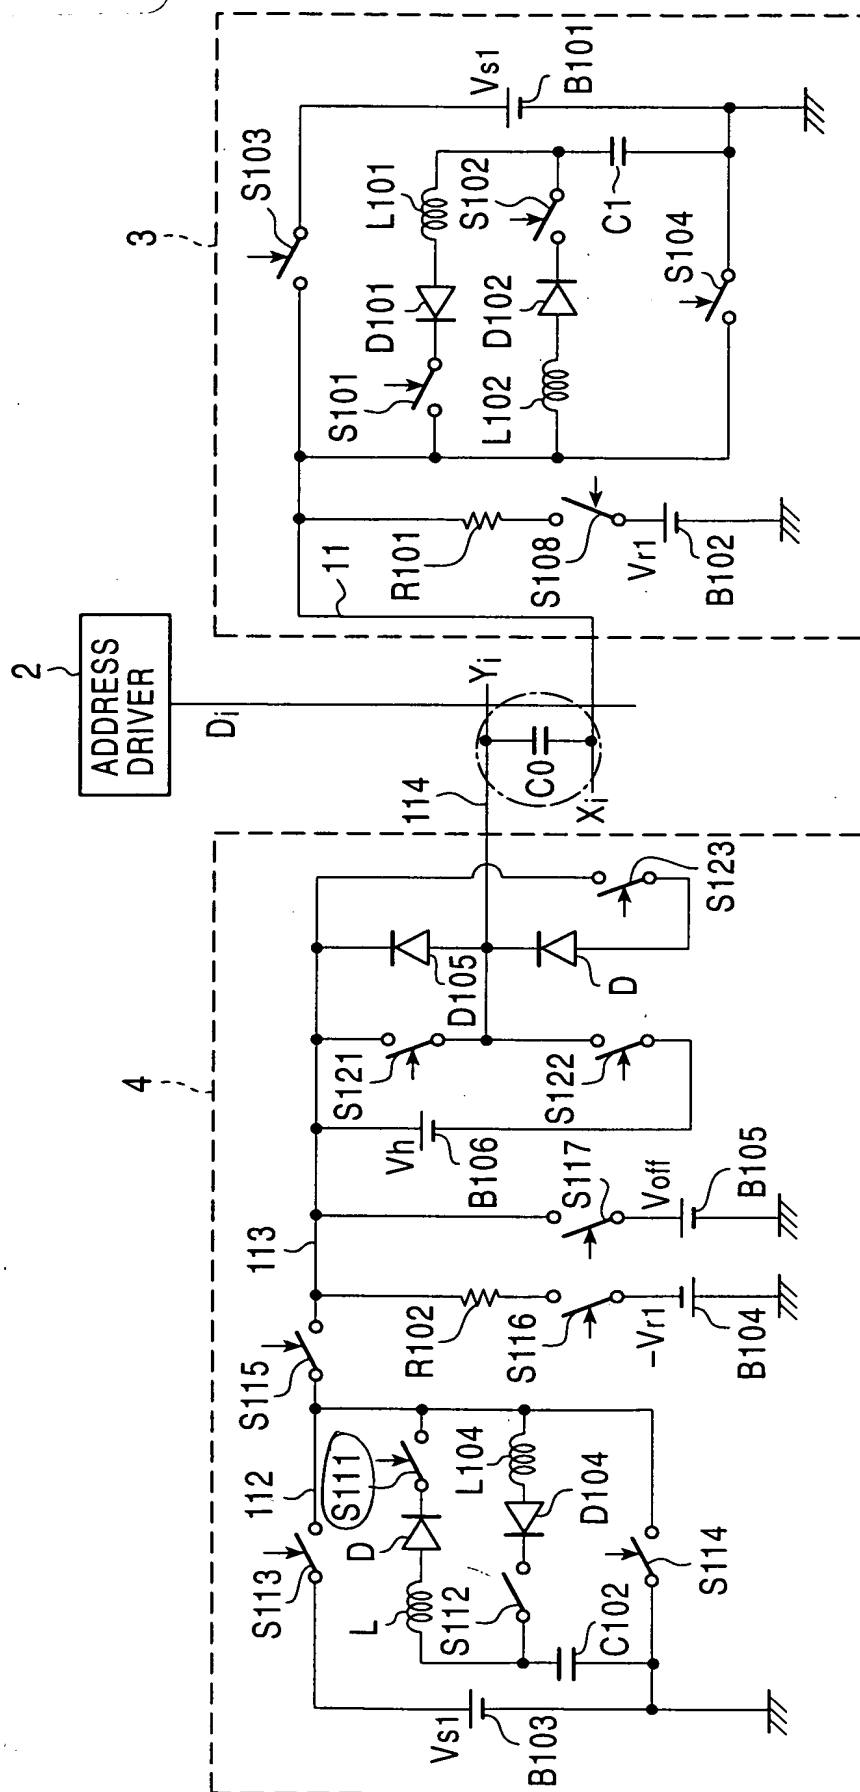 2
ADDRESS
DRIVER
Di
3
S103
Vs1
B101
L101
D101
S101
S102
D102
L102
C1
S104
R101
11
S108
Vr1
B102
Yi
C0
Xi
114
4
113
112
S115
S113
S111
D
L
L104
D104
S112
C102
S114
Vs1
B103
R102
S116
-Vr1
B104
S117
Voff
B105
Vh
B106
S121
S122
D105
D
S123